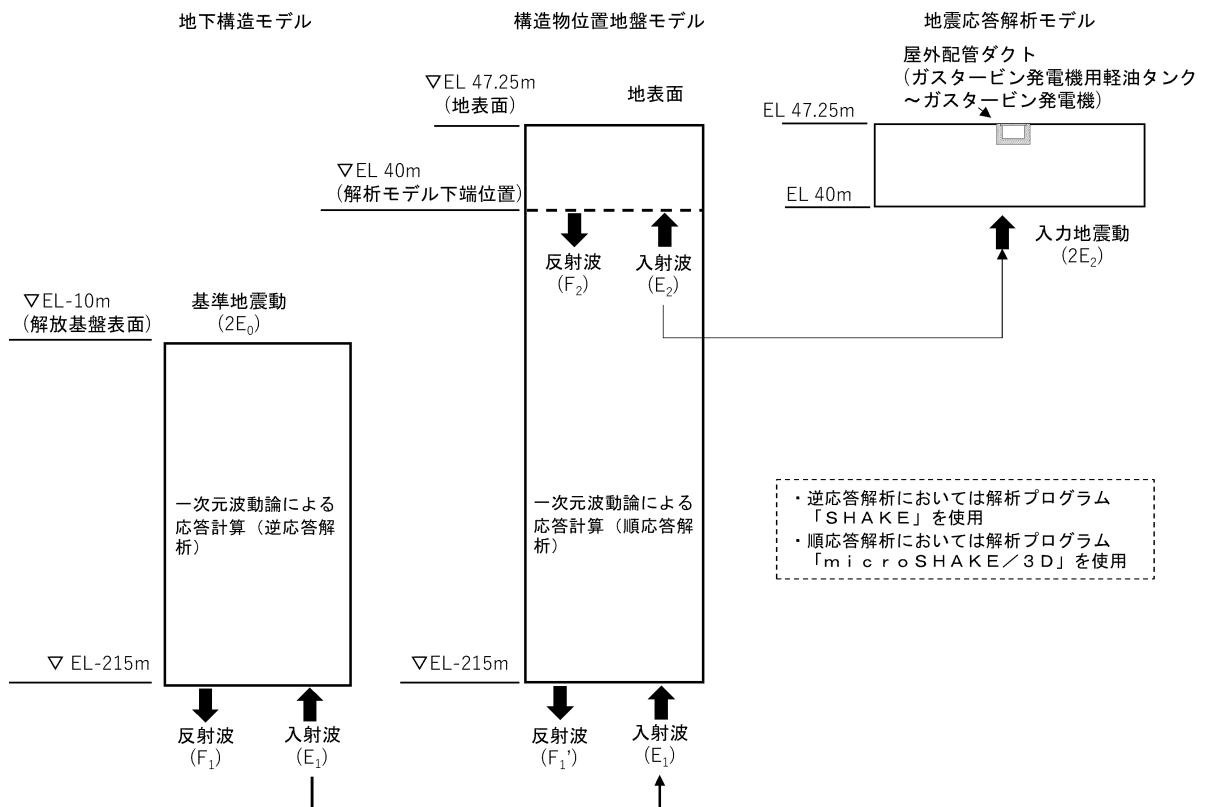 地下構造モデル
構造物位置地盤モデル
地震応答解析モデル
▽EL-10m
(解放基盤表面)
基準地震動
(2E₀)
一次元波動論による
応答計算（逆応答解
析）
▽ EL-215m
反射波
(F₁)
入射波
(E₁)
▽EL 47.25m
(地表面)
地表面
▽EL 40m
(解析モデル下端位置)
反射波
(F₂)
入射波
(E₂)
一次元波動論による
応答計算（順応答解
析）
▽EL-215m
反射波
(F₁')
入射波
(E₁)
屋外配管ダクト
(ガスタービン発電機用軽油タンク
～ガスタービン発電機)
EL 47.25m
EL 40m
入力地震動
(2E₂)
・逆応答解析においては解析プログラム
「ＳＨＡＫＥ」を使用
・順応答解析においては解析プログラム
「ｍｉｃｒｏＳＨＡＫＥ／３Ｄ」を使用